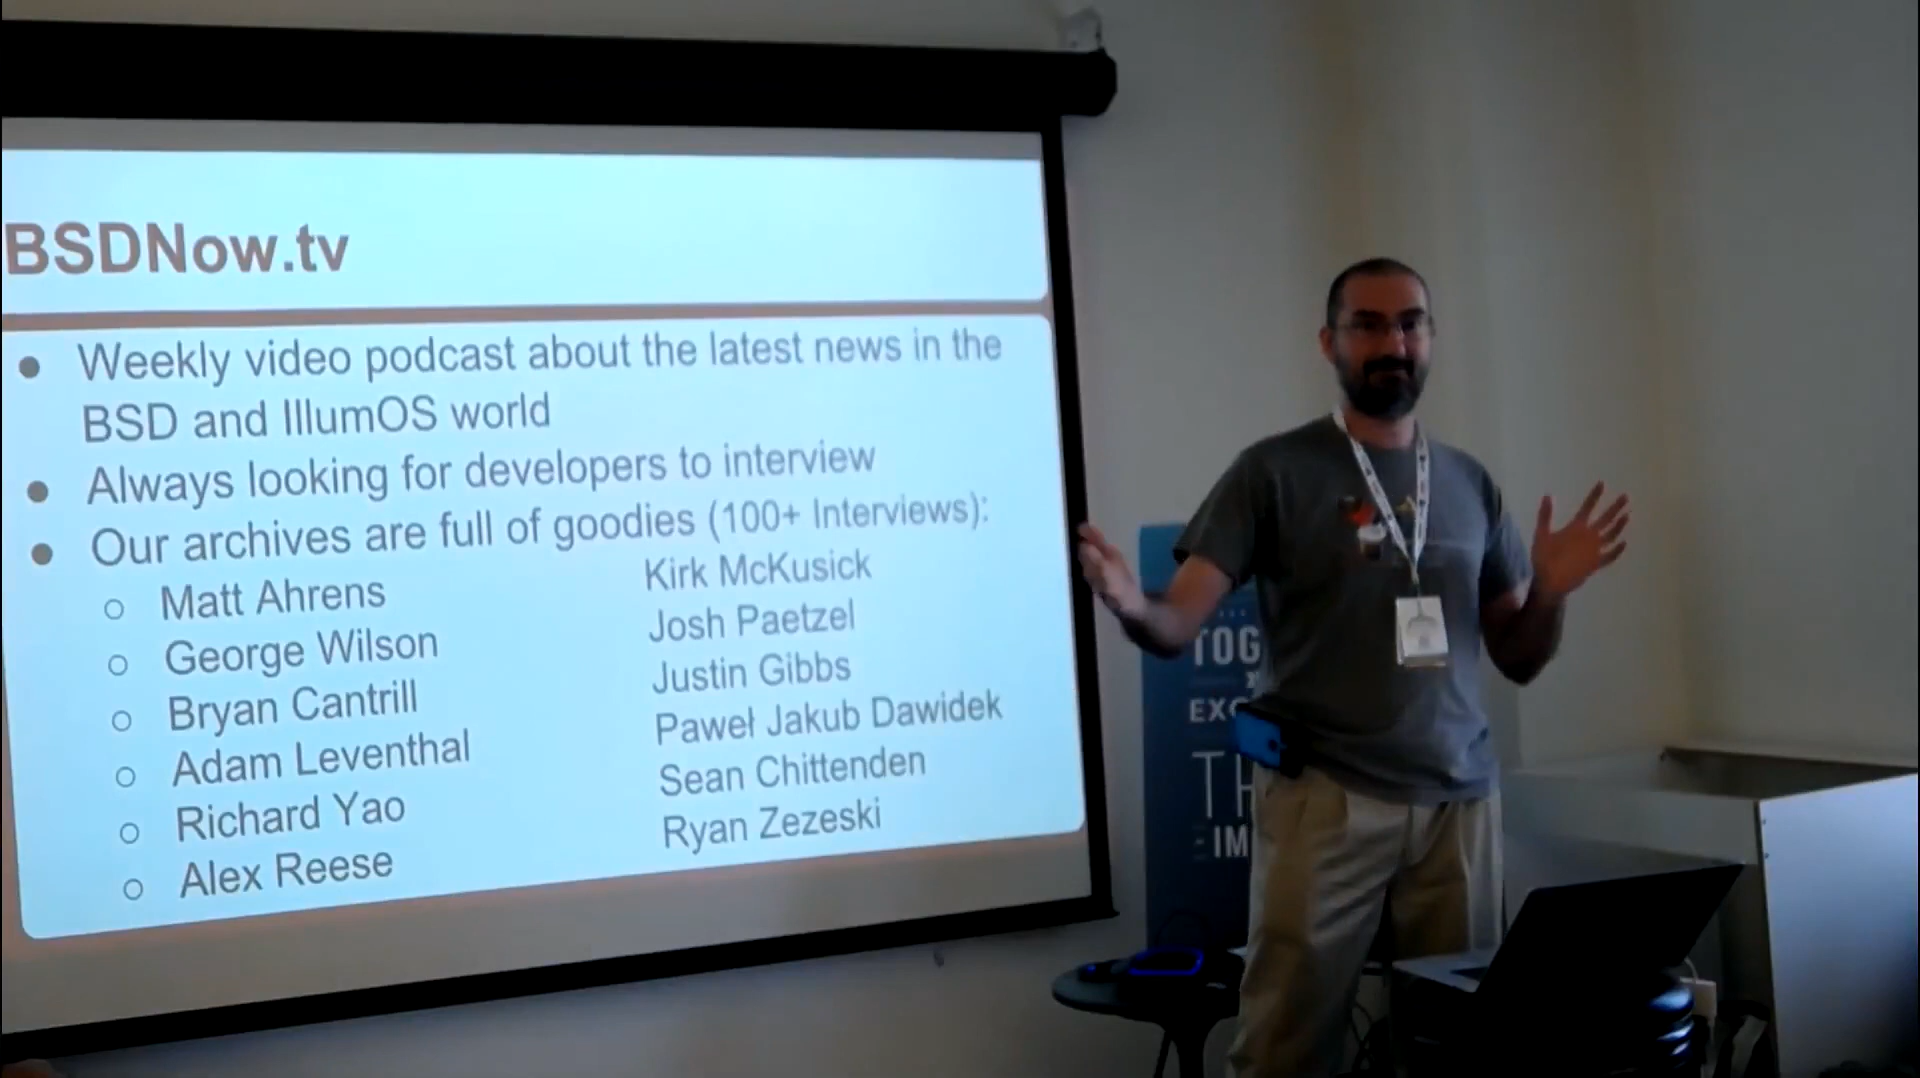 BSDNow.tv
Weekly video podcast about the latest news in the
BSD and IllumOS world
Always looking for developers to interview
Our archives are full of goodies (100+ Interviews):
Matt Ahrens
George Wilson
Bryan Cantrill
Adam Leventhal
Richard Yao
Alex Reese
Kirk McKusick
Josh Paetzel
Justin Gibbs
Paweł Jakub Dawidek
Sean Chittenden
Ryan Zezeski
TOG
EXC
TH
IM